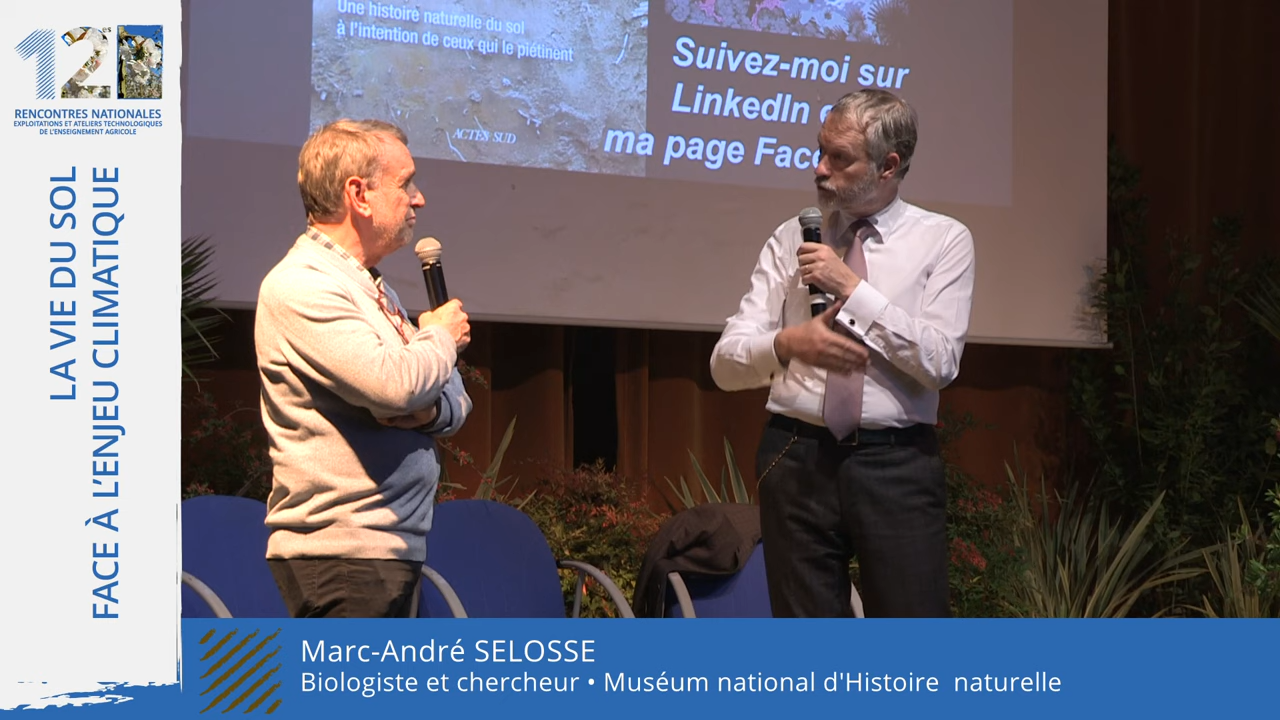 12es
RENCONTRES NATIONALES
EXPLOITATIONS ET ATELIERS TECHNOLOGIQUES
DE L'ENSEIGNEMENT AGRICOLE
LA VIE DU SOL
FACE À L'ENJEU CLIMATIQUE
Une histoire naturelle du sol
à l'intention de ceux qui le piétinent
ACTES SUD
Suivez-moi sur
LinkedIn
ma page Face
Marc-André SELOSSE
Biologiste et chercheur • Muséum national d'Histoire naturelle